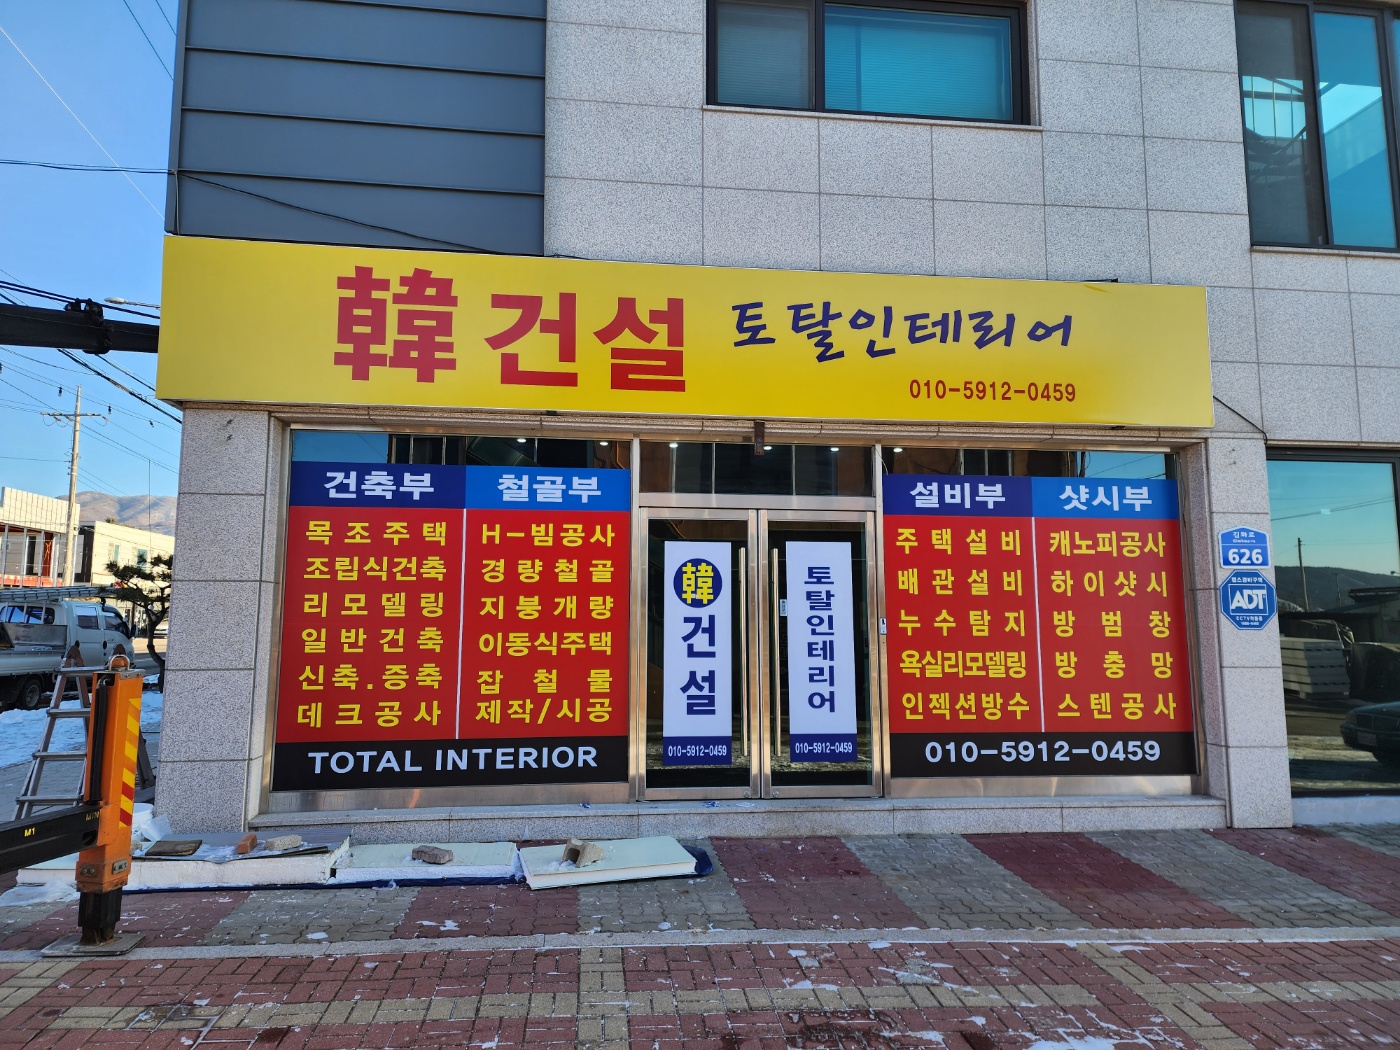 韓 건설 토탈인테리어
010-5912-0459
건축부
목조주택
조립식건축
리모델링
일반건축
신축.증축
데크공사
철골부
H-빔공사
경량철골
지붕개량
이동식주택
잡철물
제작/시공
TOTAL INTERIOR
韓
건설
010-5912-0459
토탈인테리어
010-5912-0459
설비부
주택설비
배관설비
누수탐지
욕실리모델링
인젝션방수
샷시부
캐노피공사
하이샷시
방범창
방충망
스텐공사
010-5912-0459
626
ADT
M1